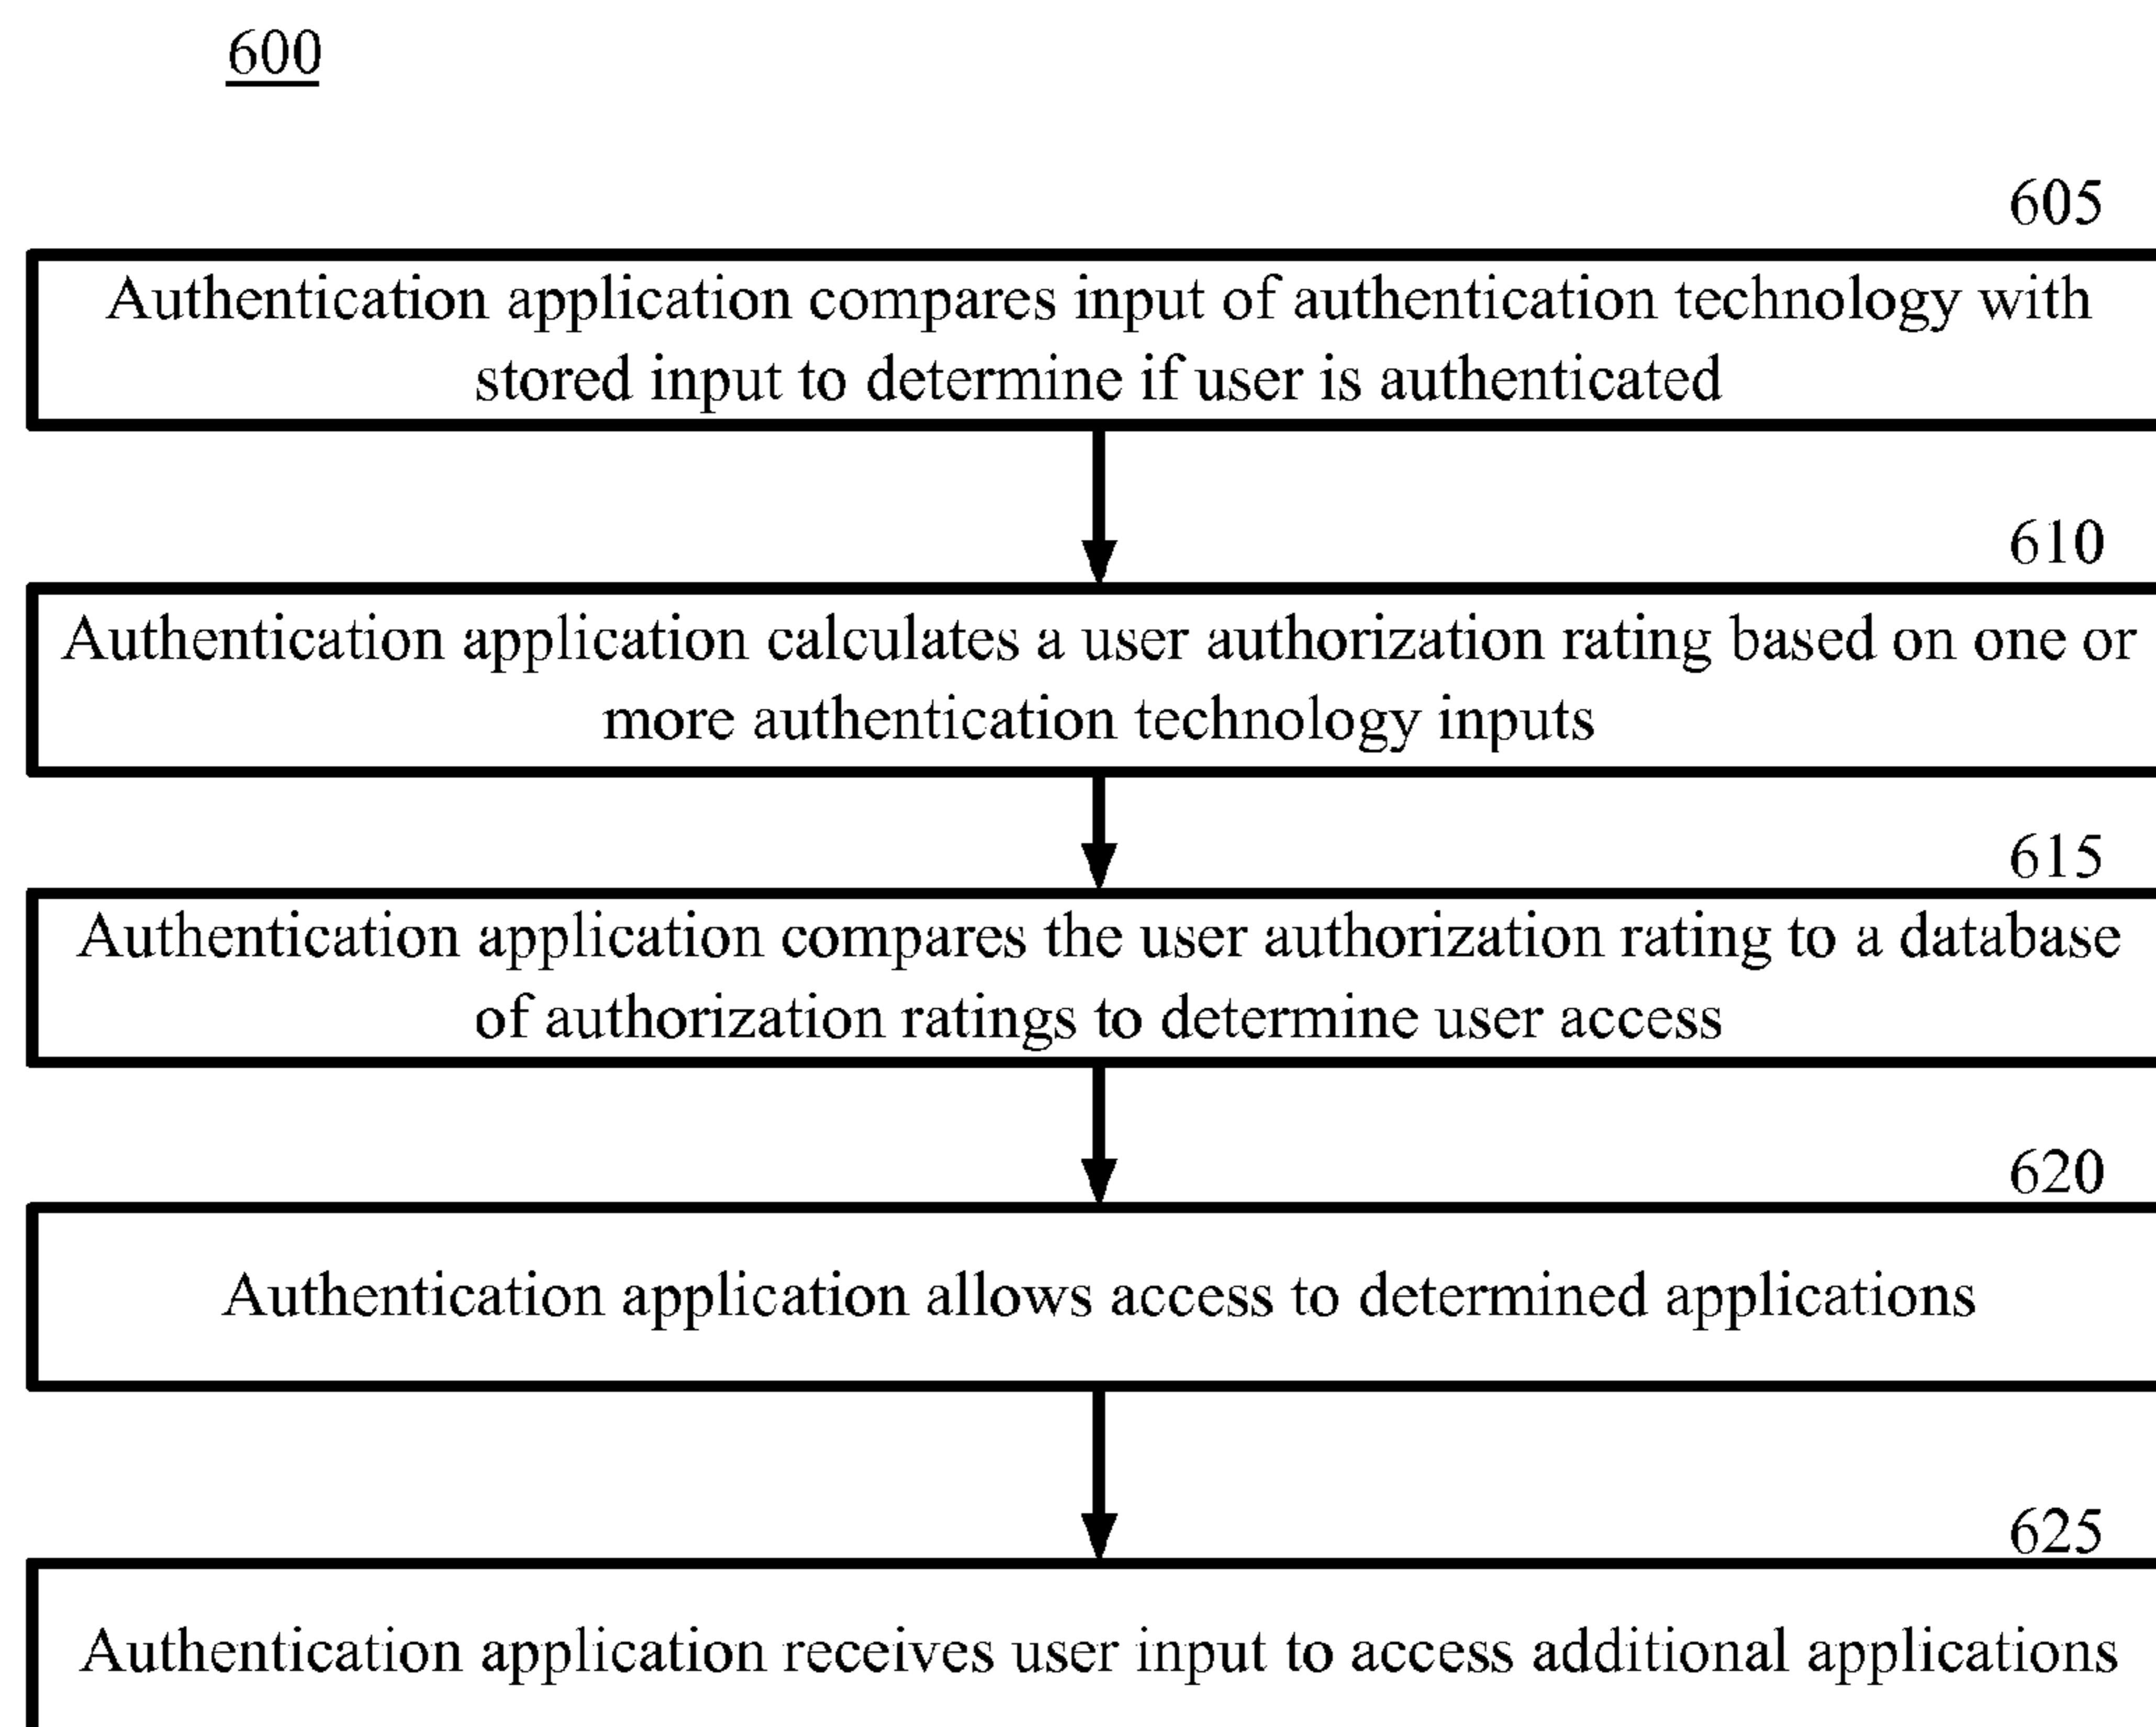 600
605
Authentication application compares input of authentication technology with
stored input to determine if user is authenticated
610
Authentication application calculates a user authorization rating based on one or
more authentication technology inputs
615
Authentication application compares the user authorization rating to a database
of authorization ratings to determine user access
620
Authentication application allows access to determined applications
625
Authentication application receives user input to access additional applications